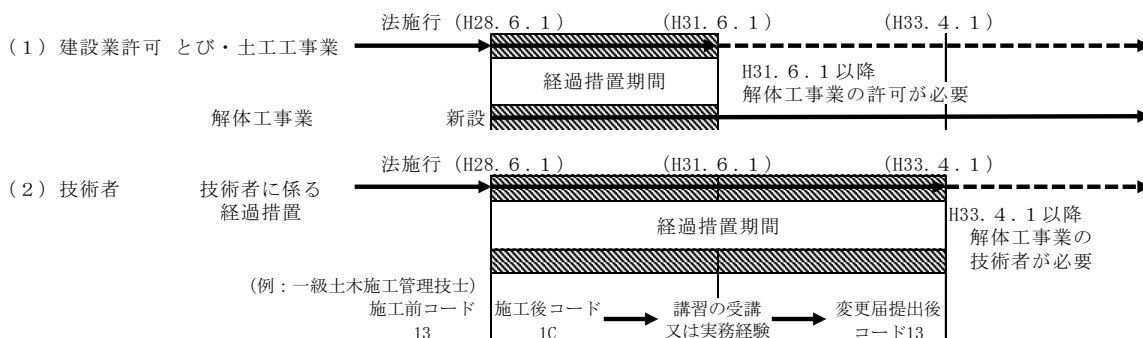 法施行(H28.6.1) (H31.6.1) (H33.4.1)
(1)建設業許可 とび・土工工事業
経過措置期間
H31.6.1以降
解体工事業の許可が必要
解体工事業 新設
法施行(H28.6.1) (H31.6.1) (H33.4.1)
(2)技術者 技術者に係る
経過措置
経過措置期間
H33.4.1以降
解体工事業の
技術者が必要
(例:一級土木施工管理技士)
施工前コード 施工後コード 講習の受講 変更届提出後
13 1C 又は実務経験 コード13